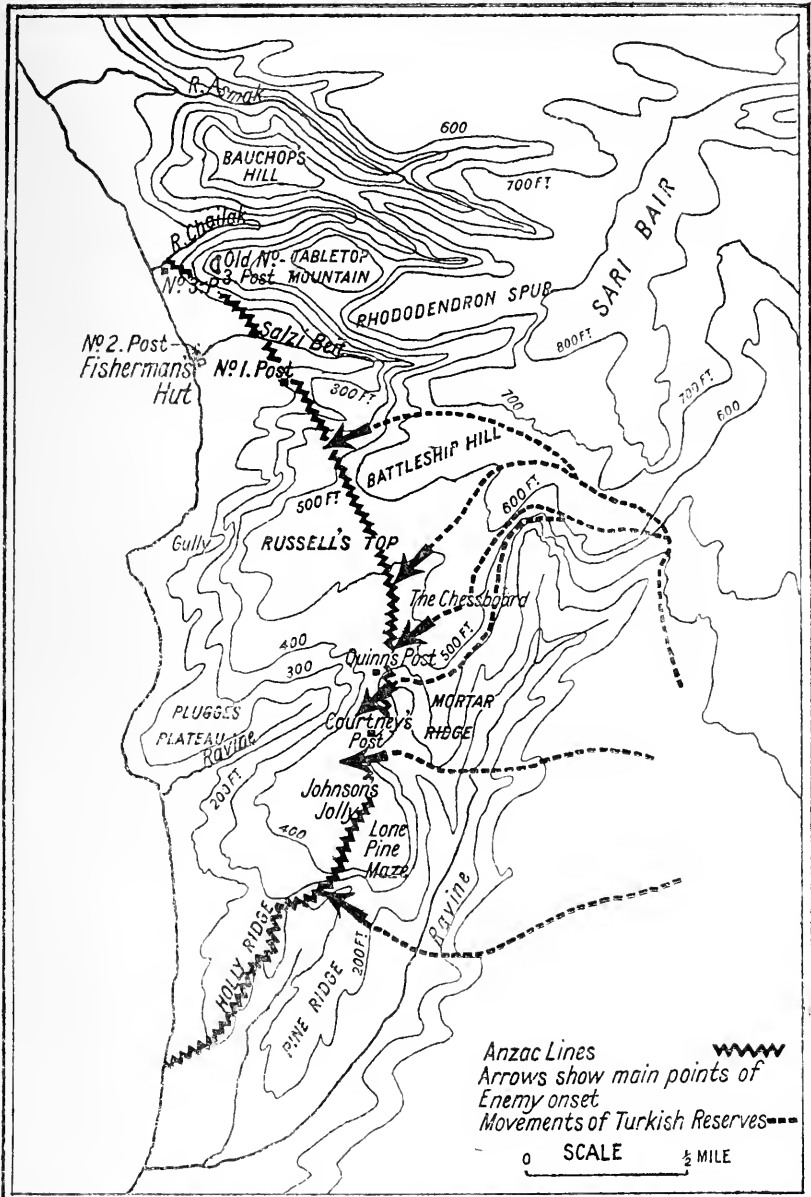 R. Asmak
600
BAUCHOP'S
HILL
700 FT
SARI BAIR
R. Chailak
Old Nº
3 Post
TABLETOP
MOUNTAIN
Nº 3. P.
RHODODENDRON SPUR
Salzi Beit
800 FT
Nº 2. Post
Fisherman's
Hut
Nº 1. Post
300 FT
700
700 FT
600
BATTLESHIP HILL
500 FT
600 FT
Gully
RUSSELL'S TOP
The Chessboard
400
500 FT
300
Quinn's Post
PLUGGES
PLATEAU
Ravine
MORTAR
RIDGE
Courtney's
Post
200 FT
Johnsons
Jolly
400
Lone
Pine
Maze
Ravine
HOLLY RIDGE
200 FT
PINE RIDGE
Anzac Lines
Arrows show main points of
Enemy onset
Movements of Turkish Reserves
0 SCALE ½ MILE